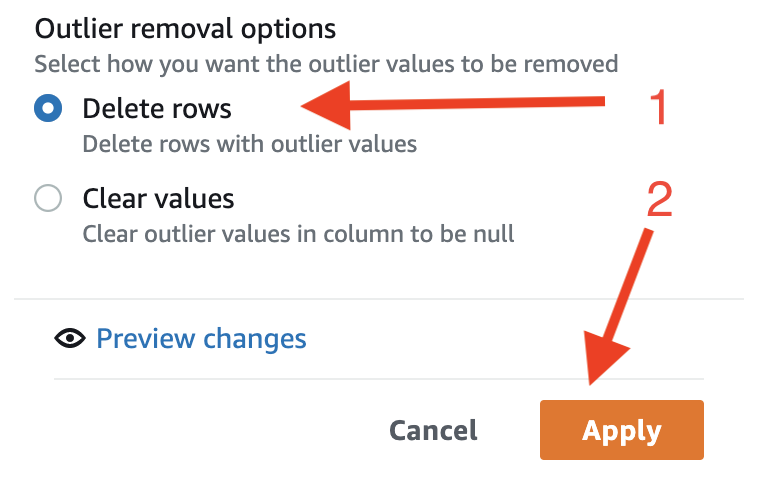 Outlier removal options
Select how you want the outlier values to be removed
Delete rows
1
Delete rows with outlier values
Clear values
2
Clear outlier values in column to be null
Preview changes
Cancel
Apply